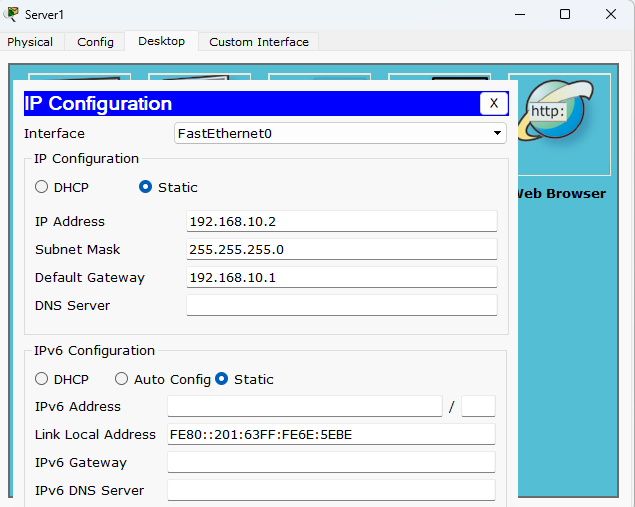 Server1
Physical Config Desktop Custom Interface
IP Configuration X
http:
Interface FastEthernet0
IP Configuration
DHCP Static
Web Browser
IP Address 192.168.10.2
Subnet Mask 255.255.255.0
Default Gateway 192.168.10.1
DNS Server
IPv6 Configuration
DHCP Auto Config Static
IPv6 Address /
Link Local Address FE80::201:63FF:FE6E:5EBE
IPv6 Gateway
IPv6 DNS Server